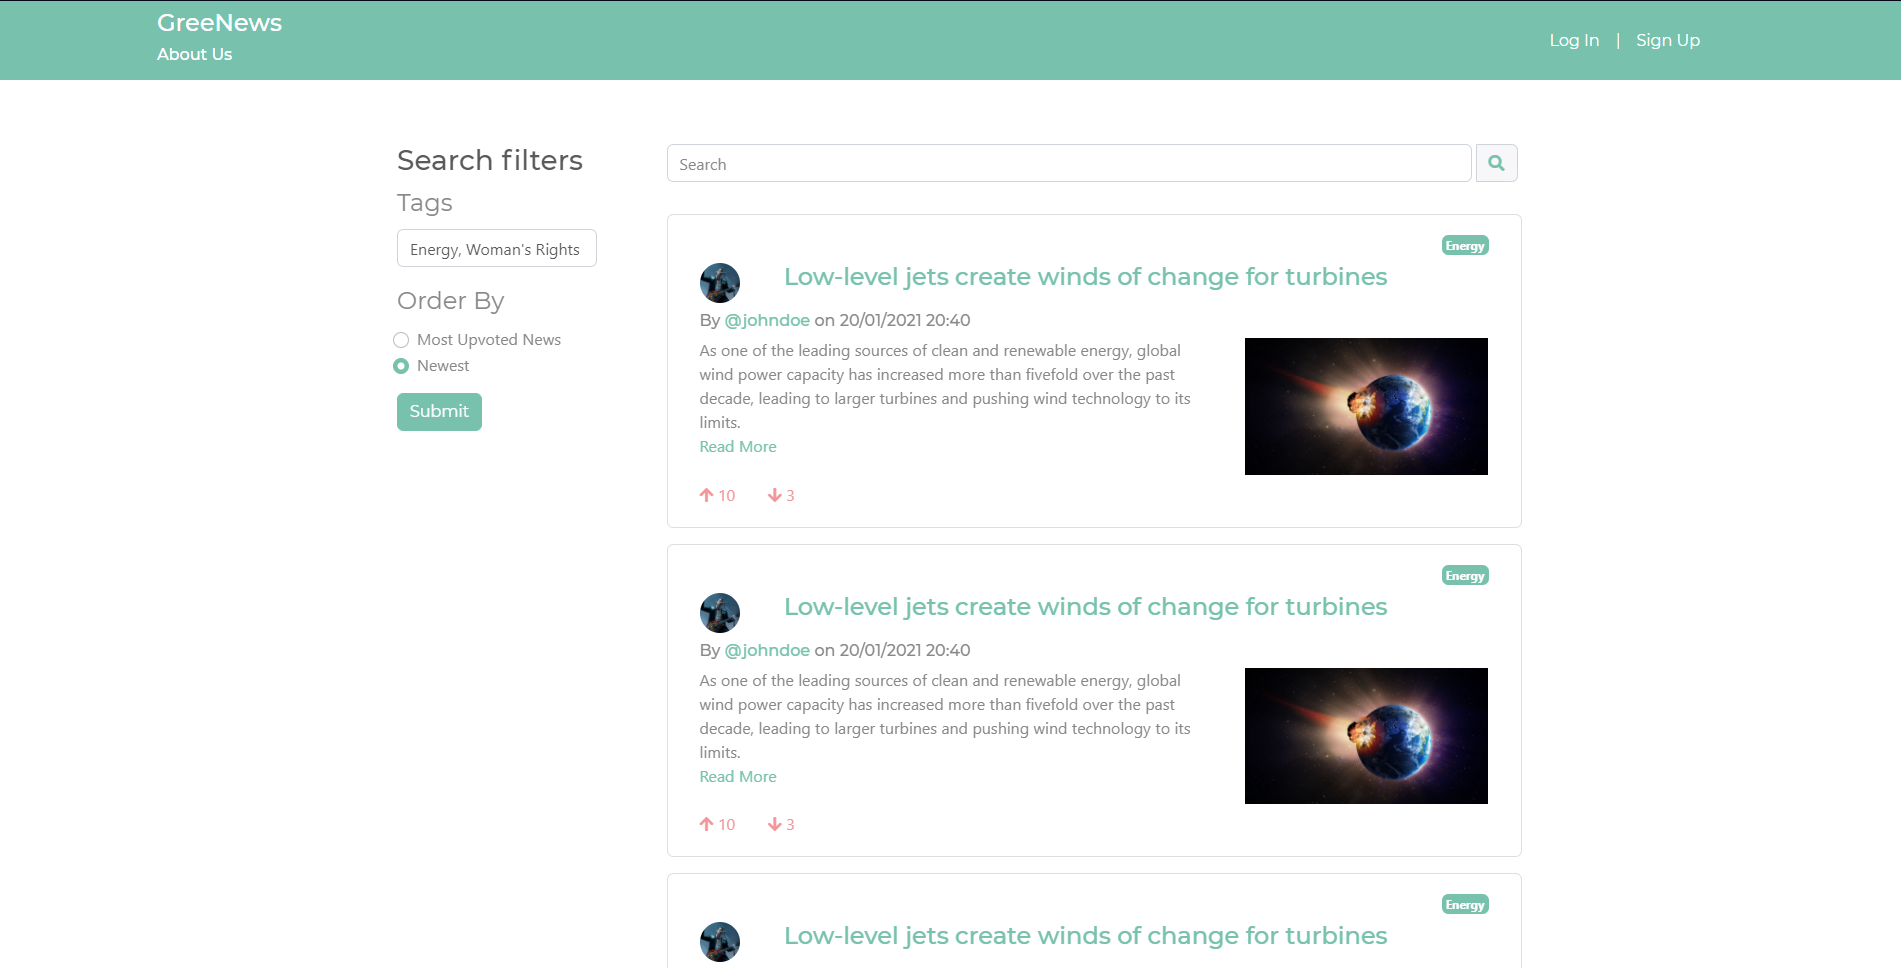 GreeNews
About Us
Log In | Sign Up
Search filters
Tags
Energy, Woman's Rights
Order By
Most Upvoted News
Newest
Submit
Search
Energy
Low-level jets create winds of change for turbines
By @johndoe on 20/01/2021 20:40
As one of the leading sources of clean and renewable energy, global
wind power capacity has increased more than fivefold over the past
decade, leading to larger turbines and pushing wind technology to its
limits.
Read More
10 3
Energy
Low-level jets create winds of change for turbines
By @johndoe on 20/01/2021 20:40
As one of the leading sources of clean and renewable energy, global
wind power capacity has increased more than fivefold over the past
decade, leading to larger turbines and pushing wind technology to its
limits.
Read More
10 3
Energy
Low-level jets create winds of change for turbines